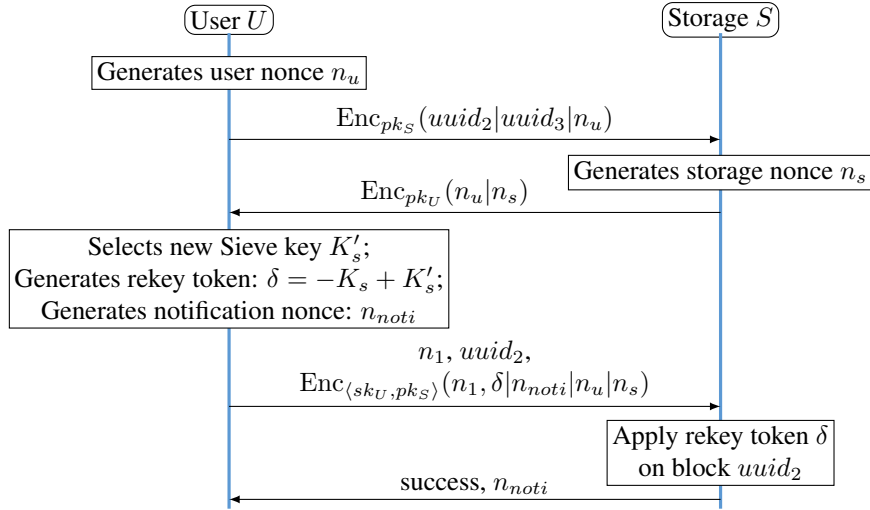 User U
Storage S
Generates user nonce n_u
Enc_{pk_S}(uuid_2|uuid_3|n_u)
Generates storage nonce n_s
Enc_{pk_U}(n_u|n_s)
Selects new Sieve key K'_s;
Generates rekey token: δ = −K_s + K'_s;
Generates notification nonce: n_{noti}
n_1, uuid_2,
Enc_{⟨sk_U,pk_S⟩}(n_1, δ|n_{noti}|n_u|n_s)
Apply rekey token δ
on block uuid_2
success, n_{noti}